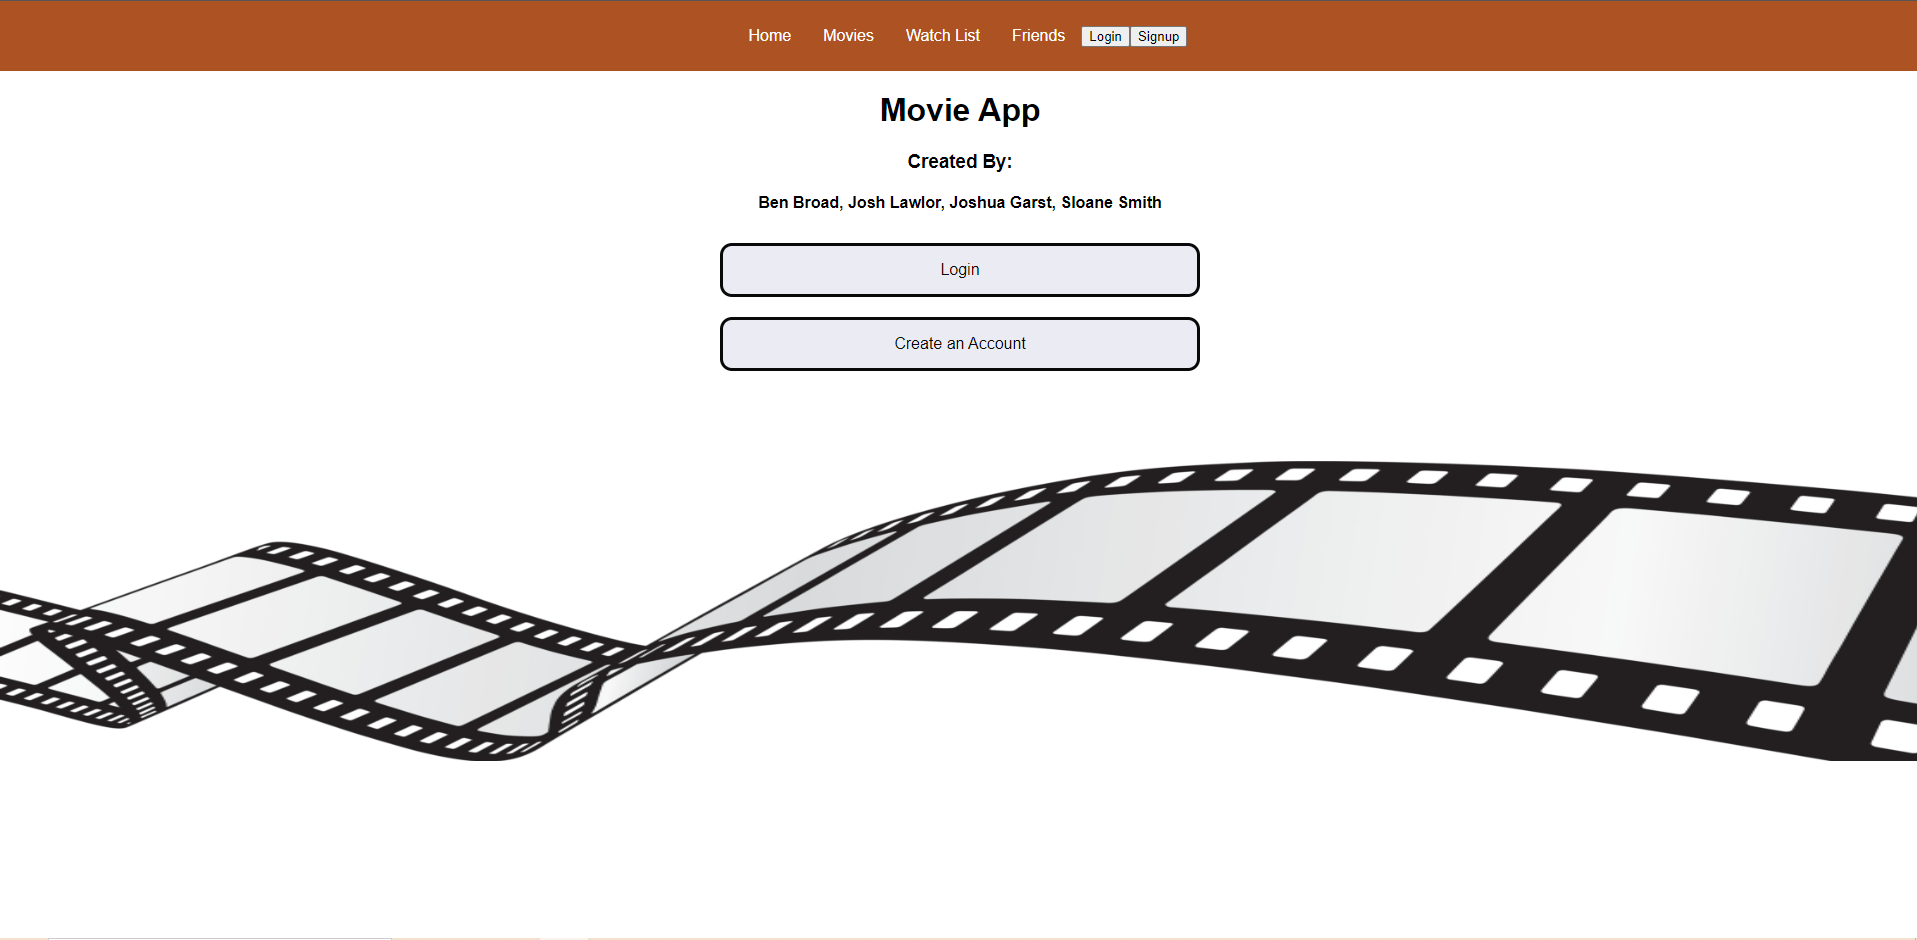 Home Movies Watch List Friends Login Signup
Movie App
Created By:
Ben Broad, Josh Lawlor, Joshua Garst, Sloane Smith
Login
Create an Account